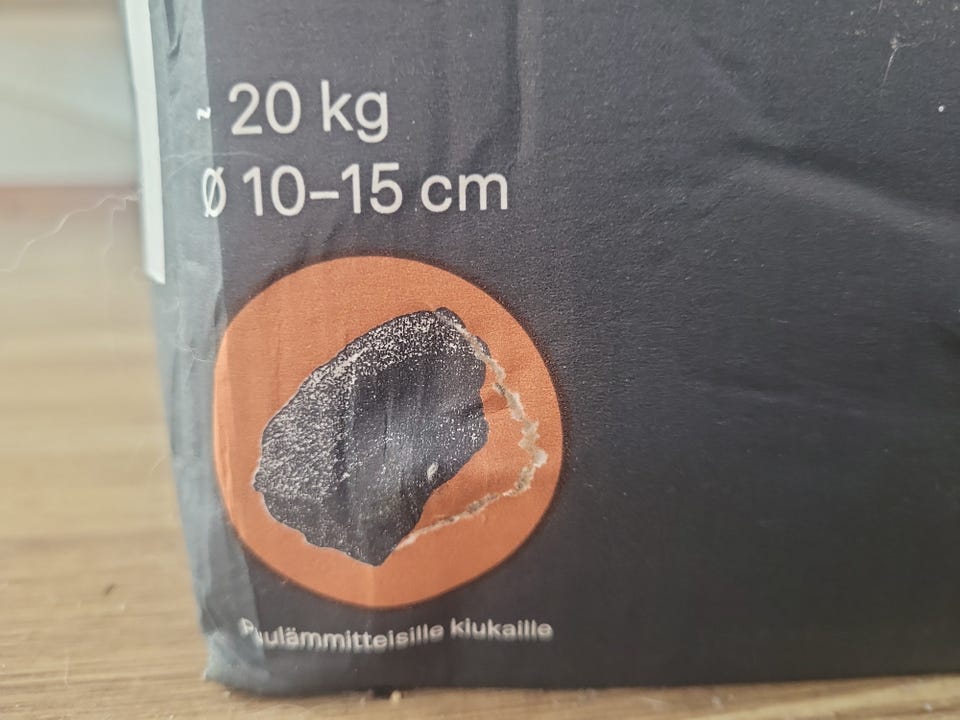 ~ 20 kg
Ø 10–15 cm
Puulämmitteisille kiukaille